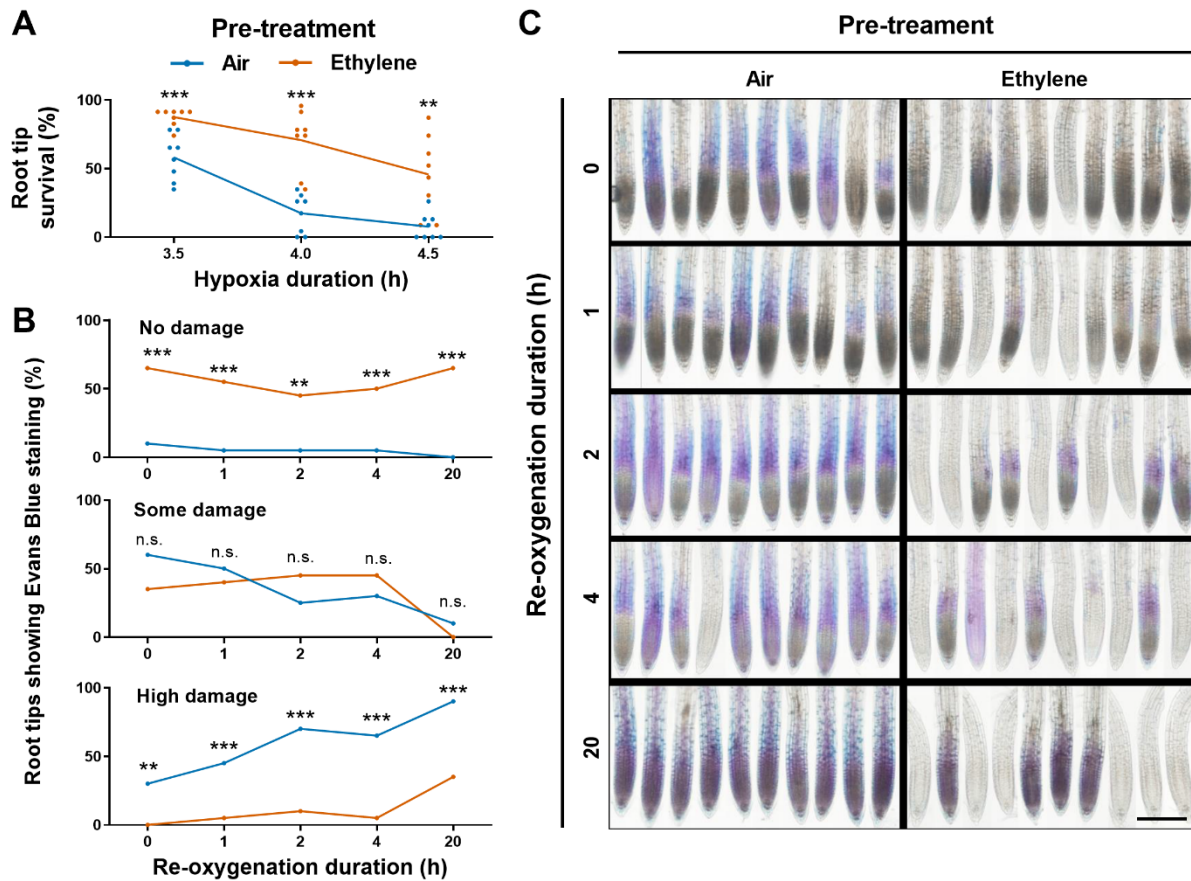 A
Pre-treatment
Air
Ethylene
100
50
0
Root tip
survival (%)
***
***
**
3.5
4.0
4.5
Hypoxia duration (h)
B
Root tips showing Evans Blue staining (%)
No damage
100
50
0
***
***
**
***
***
0
1
2
4
20
Some damage
100
50
0
n.s.
n.s.
n.s.
n.s.
n.s.
0
1
2
4
20
High damage
100
50
0
**
***
***
***
***
0
1
2
4
20
Re-oxygenation duration (h)
C
Pre-treament
Air
Ethylene
Re-oxygenation duration (h)
0
1
2
4
20